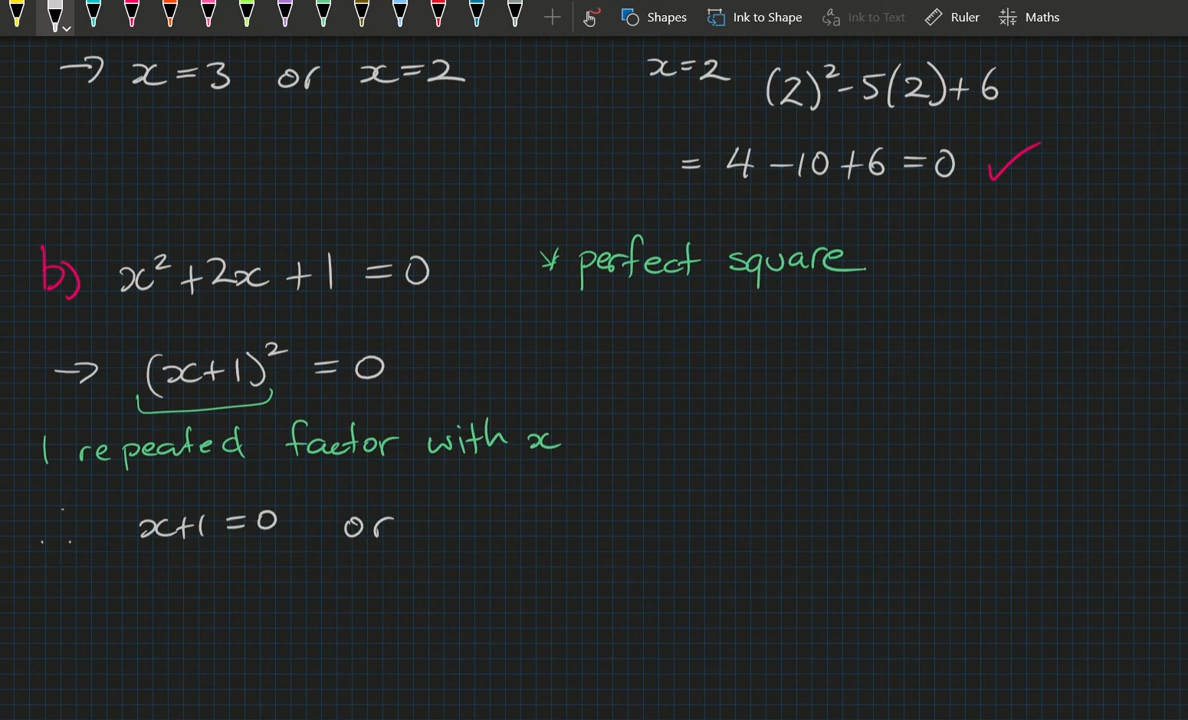 Shapes Ink to Shape Ink to Text Ruler Maths
→ x = 3 or x = 2
x = 2 (2)² - 5(2) + 6
= 4 - 10 + 6 = 0 ✓
b) x² + 2x + 1 = 0 * perfect square
→ (x+1)² = 0
1 repeated factor with x
∴ x+1 = 0 or